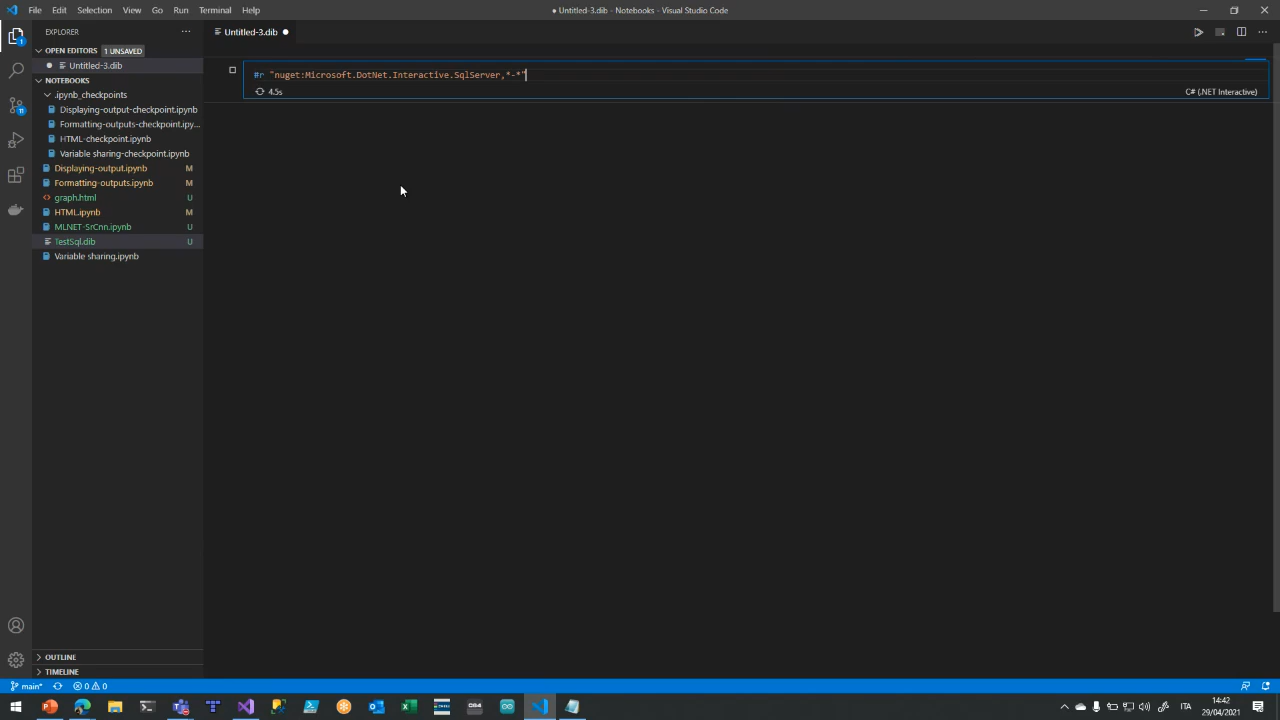 File Edit Selection View Go Run Terminal Help
● Untitled-3.dib - Notebooks - Visual Studio Code
EXPLORER
Untitled-3.dib
OPEN EDITORS 1 UNSAVED
Untitled-3.dib
NOTEBOOKS
.ipynb_checkpoints
Displaying-output-checkpoint.ipynb
Formatting-outputs-checkpoint.ipy...
HTML-checkpoint.ipynb
Variable sharing-checkpoint.ipynb
Displaying-output.ipynb M
Formatting-outputs.ipynb M
graph.html U
HTML.ipynb M
MLNET-SrCnn.ipynb U
TestSql.dib U
Variable sharing.ipynb
#r "nuget:Microsoft.DotNet.Interactive.SqlServer,*-*"
4.5s
C# (.NET Interactive)
1
11
OUTLINE
TIMELINE
main* 0 0
ITA
14:42
29/04/2021